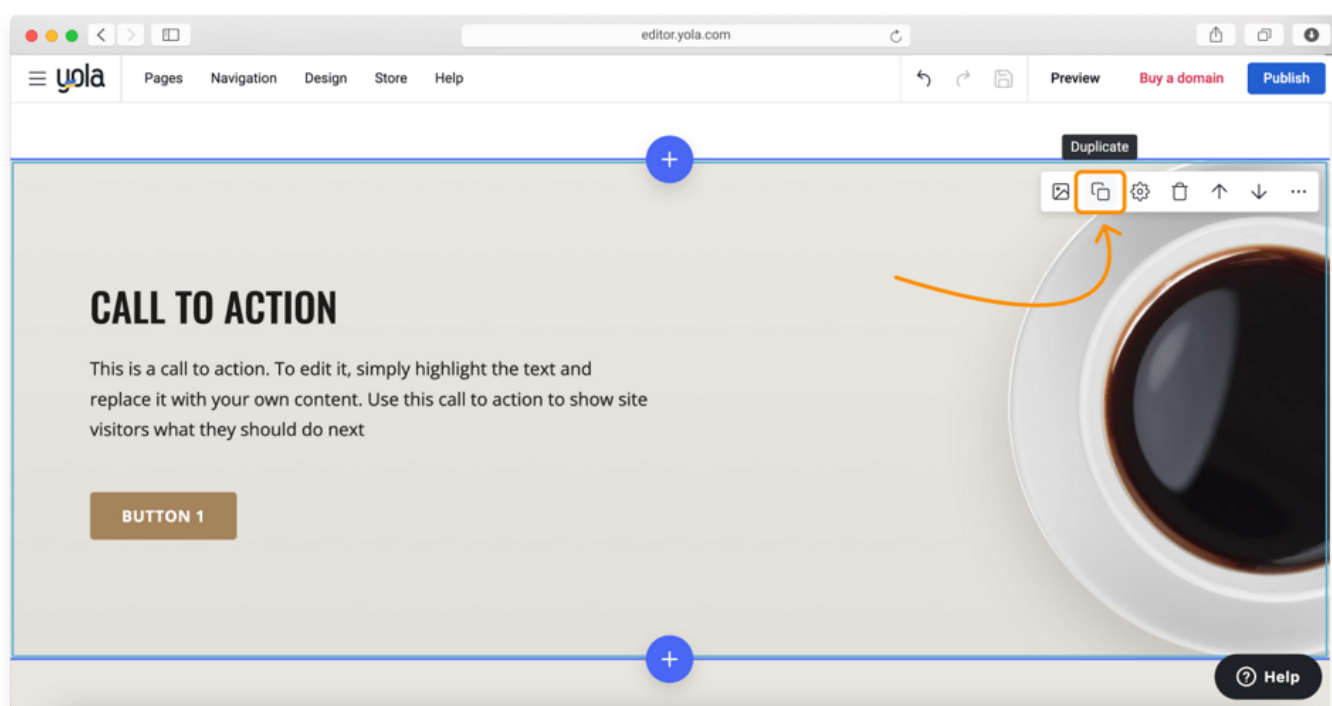 editor.yola.com
yola
Pages Navigation Design Store Help
Preview Buy a domain Publish
Duplicate
CALL TO ACTION
This is a call to action. To edit it, simply highlight the text and
replace it with your own content. Use this call to action to show site
visitors what they should do next
BUTTON 1
Help